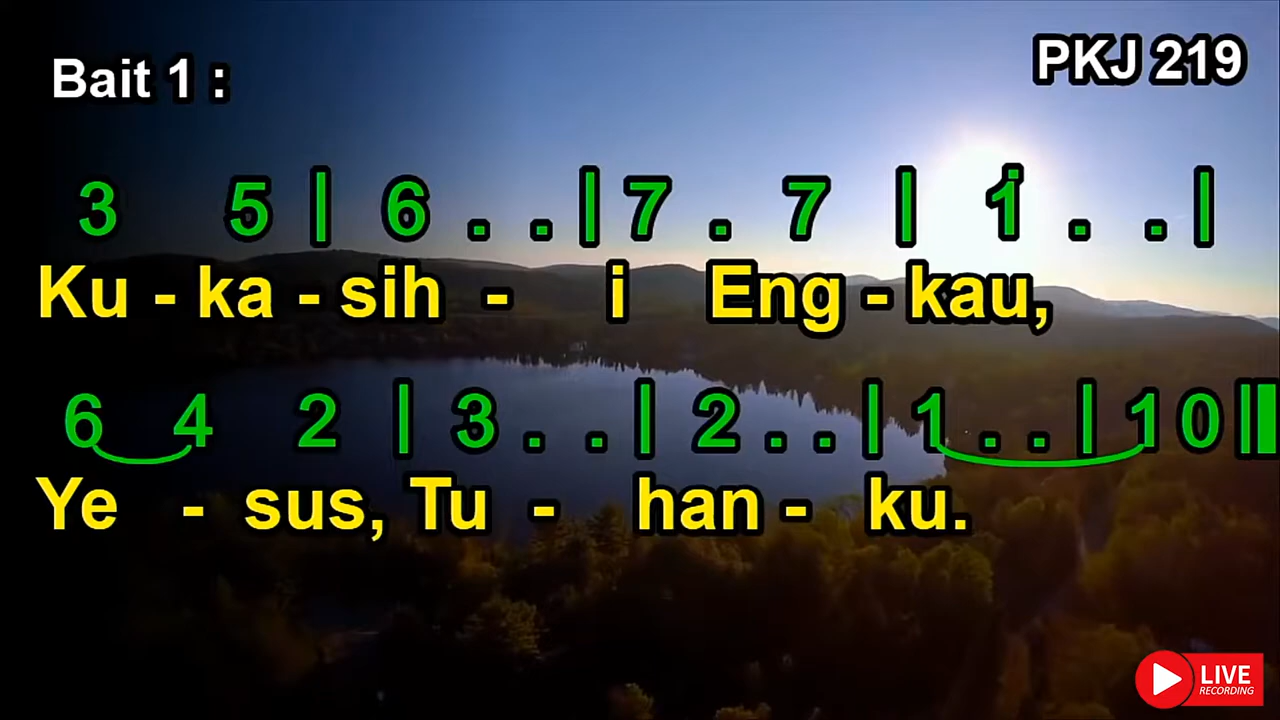 Bait 1 :
PKJ 219
3 5 | 6 . . | 7 . 7 | 1̇ . . |
Ku - ka - sih - i Eng - kau,
6 4 2 | 3 . . | 2 . . | 1 . . | 1 0 ||
Ye - sus, Tu - han - ku.
LIVE
RECORDING